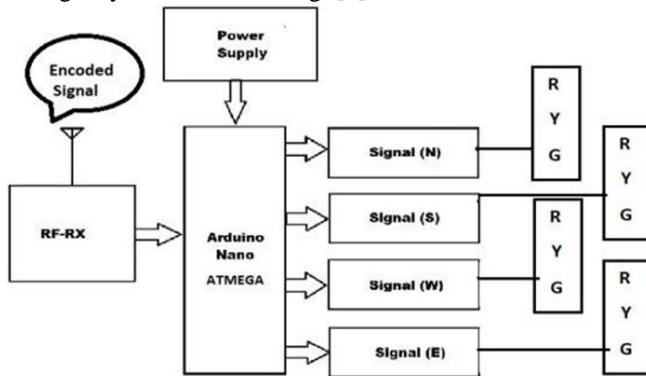 Power
Supply
Encoded
Signal
RF-RX
Arduino
Nano
ATMEGA
Signal (N)
Signal (S)
Signal (W)
Signal (E)
R
Y
G
R
Y
G
R
Y
G
R
Y
G